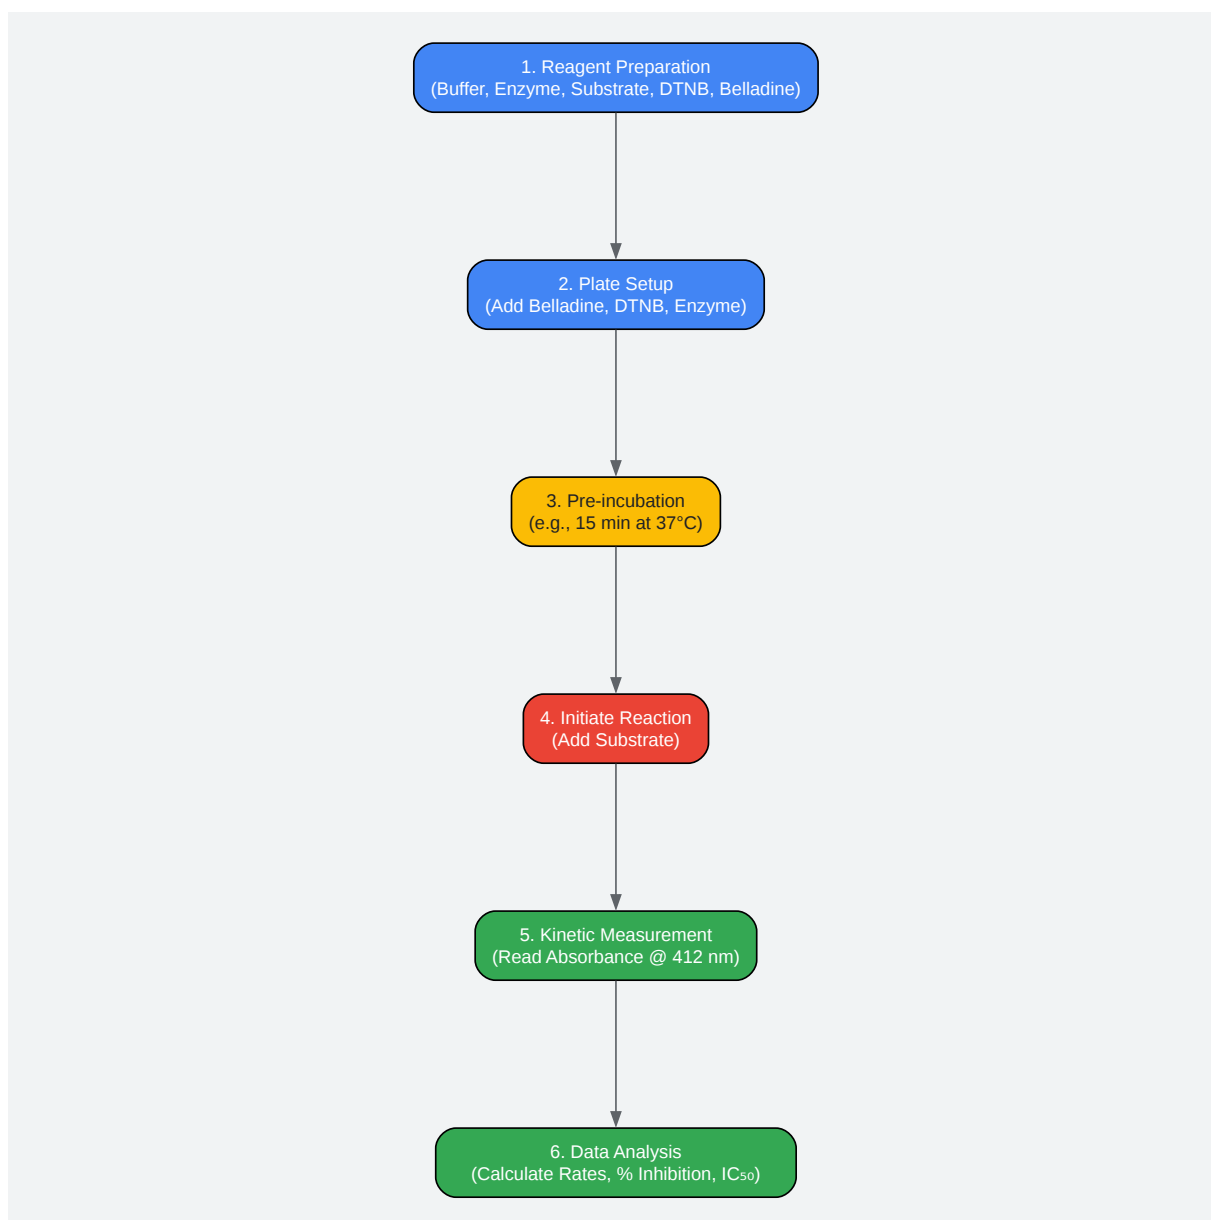 1. Reagent Preparation
(Buffer, Enzyme, Substrate, DTNB, Belladine)
2. Plate Setup
(Add Belladine, DTNB, Enzyme)
3. Pre-incubation
(e.g., 15 min at 37°C)
4. Initiate Reaction
(Add Substrate)
5. Kinetic Measurement
(Read Absorbance @ 412 nm)
6. Data Analysis
(Calculate Rates, % Inhibition, IC₅₀)